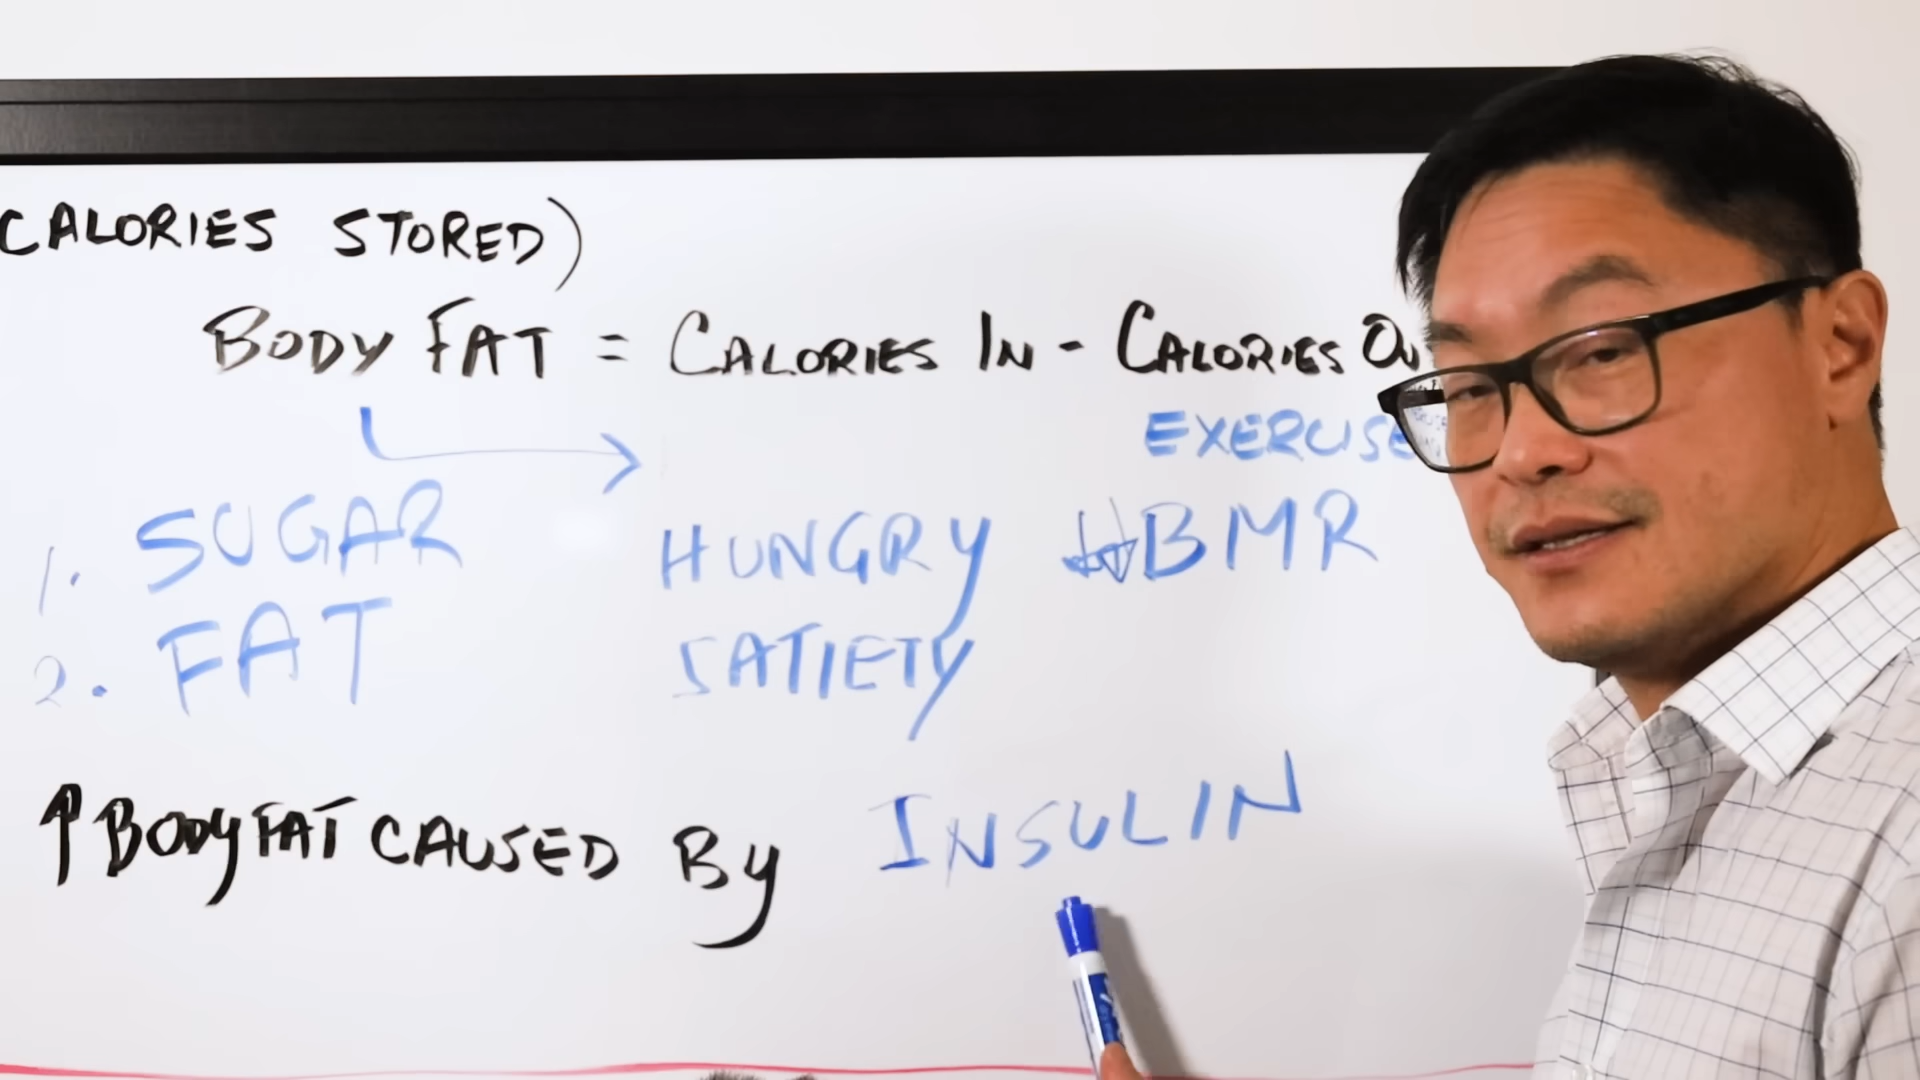 CALORIES STORED)
BODY FAT = CALORIES IN - CALORIES
EXERCISE
1. SUGAR HUNGRY ↓↓BMR
2. FAT SATIETY
↑ BODY FAT CAUSED BY INSULIN